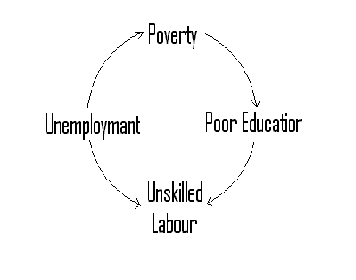 Poverty
Unemploymant
Poor Education
Unskilled
Labour